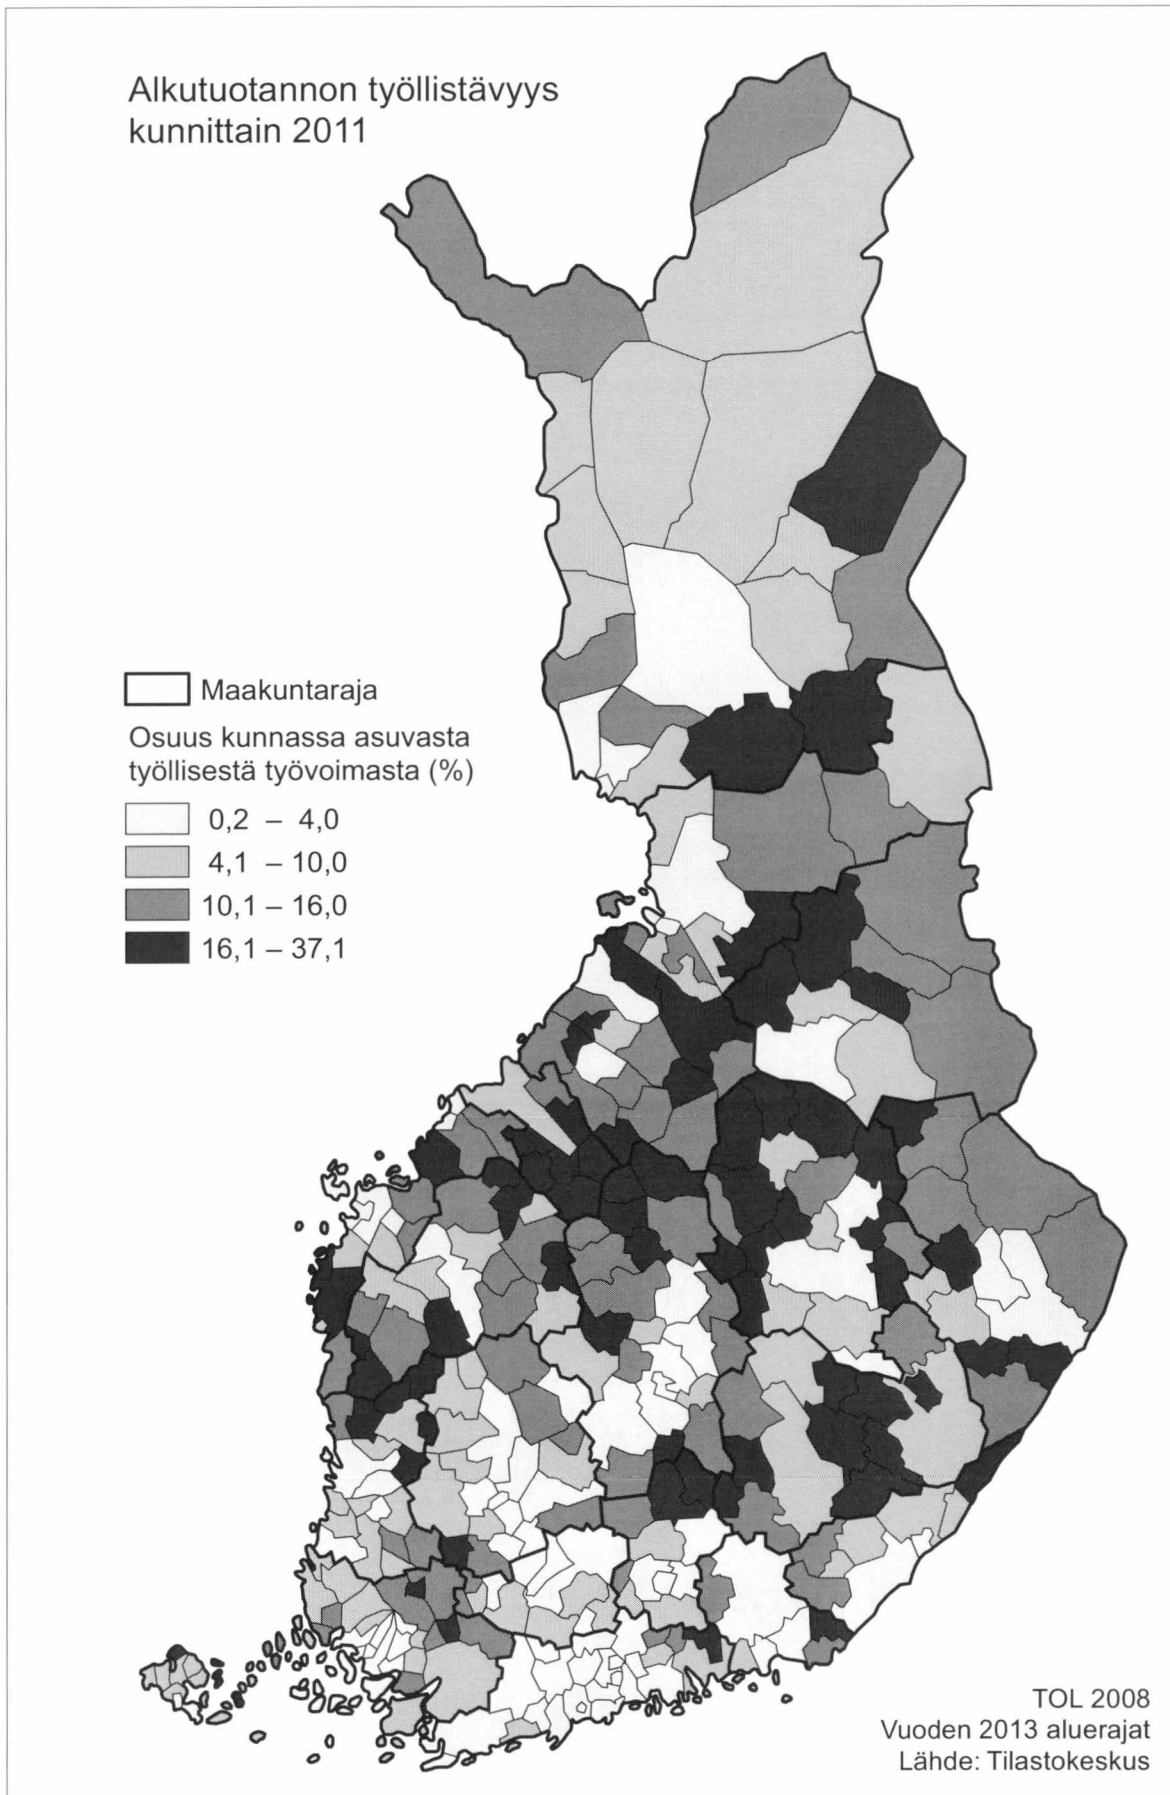 Alkutuotannon työllistävyys
kunnittain 2011
Maakuntaraja
Osuus kunnassa asuvasta
työllisestä työvoimasta (%)
0,2 – 4,0
4,1 – 10,0
10,1 – 16,0
16,1 – 37,1
TOL 2008
Vuoden 2013 aluerajat
Lähde: Tilastokeskus